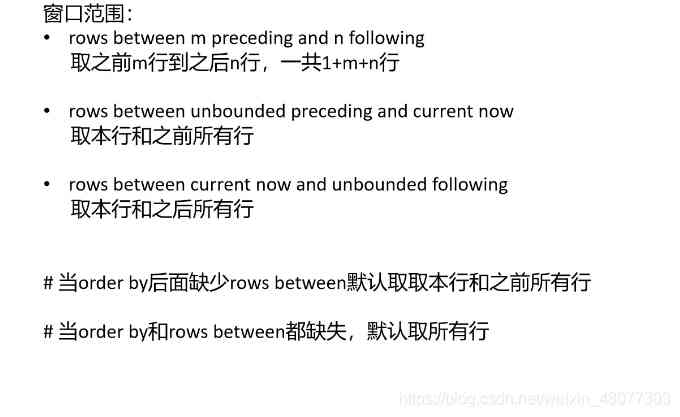 窗口范围：
• rows between m preceding and n following
取之前m行到之后n行，一共1+m+n行
• rows between unbounded preceding and current now
取本行和之前所有行
• rows between current now and unbounded following
取本行和之后所有行
# 当order by后面缺少rows between默认取取本行和之前所有行
# 当order by和rows between都缺失，默认取所有行
https://blog.csdn.net/weixin_48077303